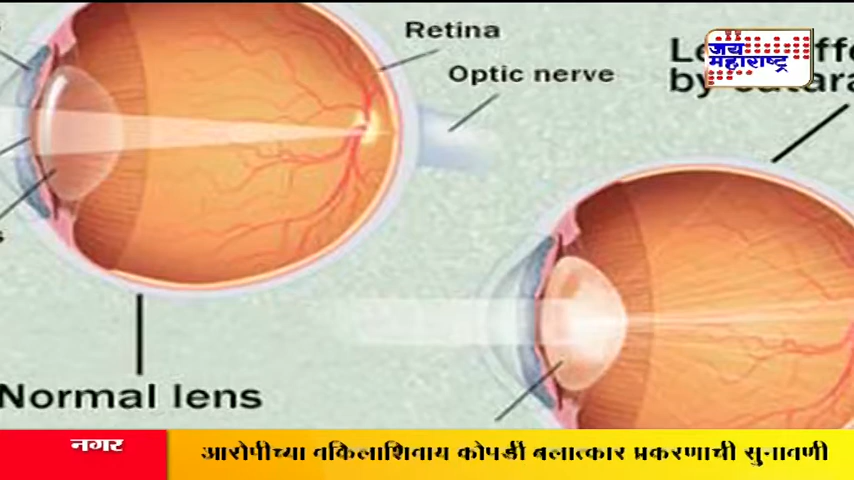 Retina
Optic nerve
जय
महाराष्ट्र
Normal lens
नगर
आरोपीच्या वकिलाशिवाय कोपर्डी बलात्कार प्रकरणाची सुनावणी